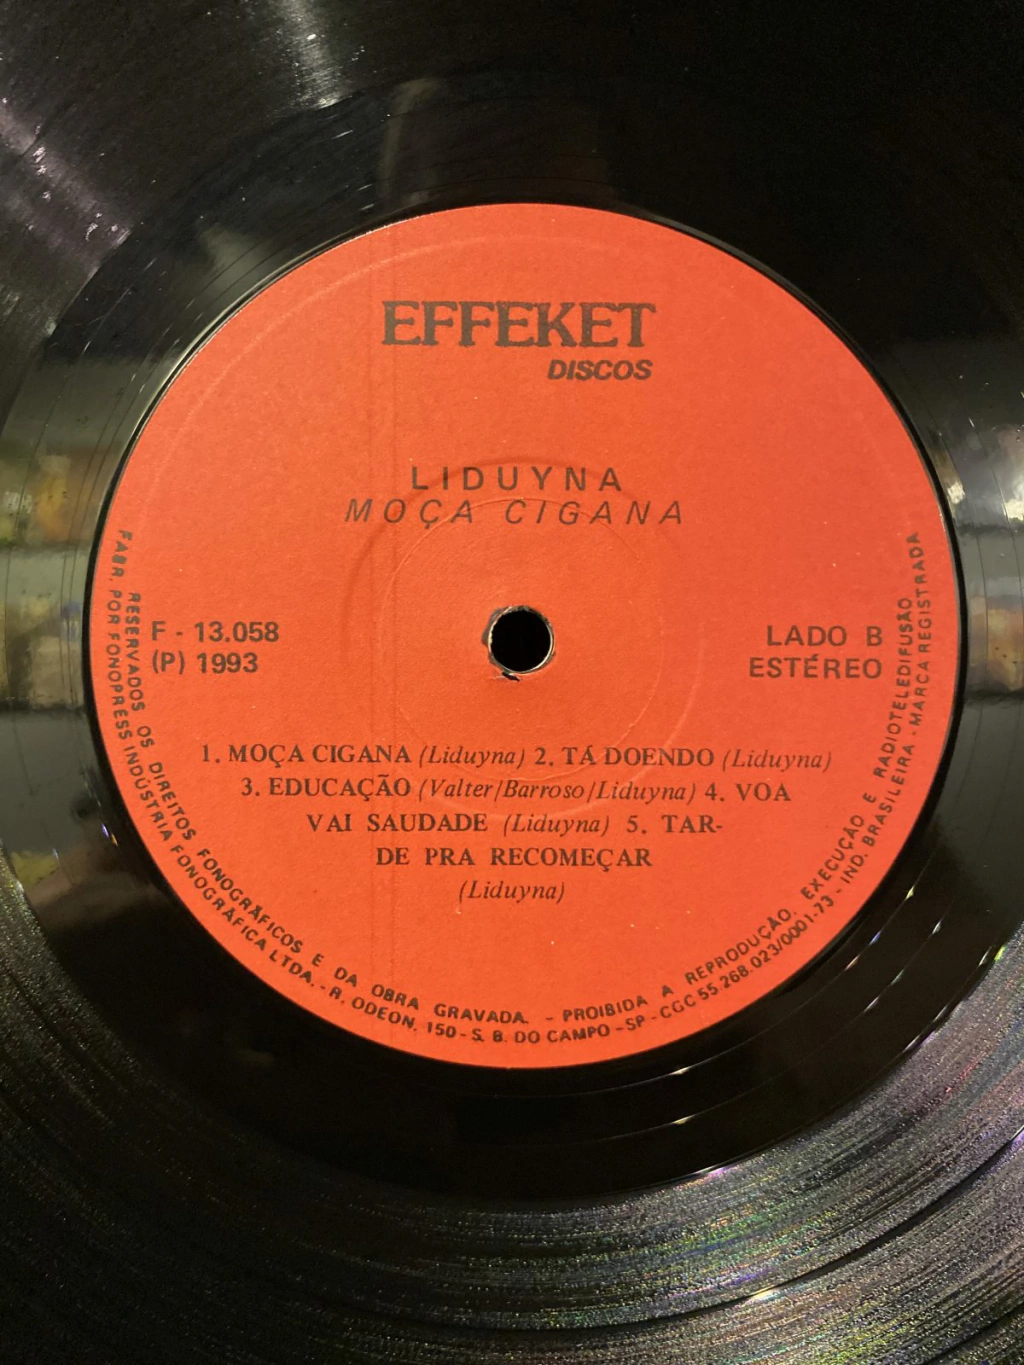 EFFEKET
DISCOS
LIDUYNA
MOÇA CIGANA
F - 13.058
(P) 1993
LADO B
ESTÉREO
1. MOÇA CIGANA (Liduyna) 2. TÁ DOENDO (Liduyna)
3. EDUCAÇÃO (Valter/Barroso/Liduyna) 4. VOA
VAI SAUDADE (Liduyna) 5. TAR-
DE PRA RECOMEÇAR
(Liduyna)
RESERVADOS OS DIREITOS FONOGRÁFICOS E DA OBRA GRAVADA. - PROIBIDA A REPRODUÇÃO, EXECUÇÃO E RADIOTELEDIFUSÃO
FABR. POR FONOPRESS INDÚSTRIA FONOGRÁFICA LTDA. - R. ODEON, 150 - S. B. DO CAMPO - SP - CGC 55.268.023/0001-73 - IND. BRASILEIRA - MARCA REGISTRADA